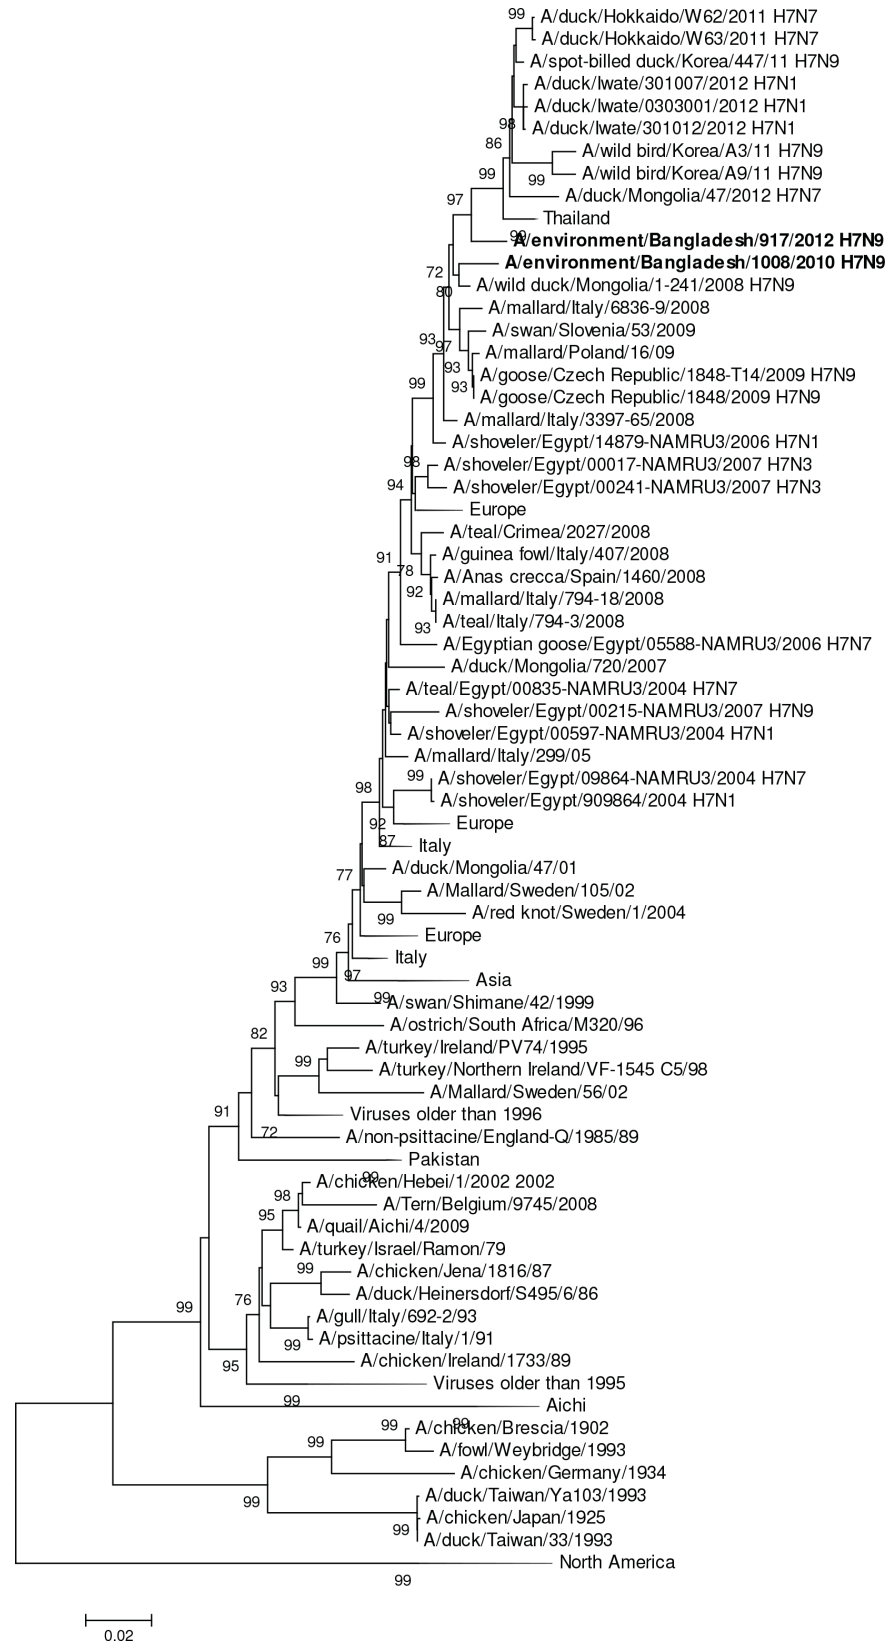 99 A/duck/Hokkaido/W62/2011 H7N7
A/duck/Hokkaido/W63/2011 H7N7
A/spot-billed duck/Korea/447/11 H7N9
A/duck/Iwate/301007/2012 H7N1
A/duck/Iwate/0303001/2012 H7N1
98 A/duck/Iwate/301012/2012 H7N1
86 A/wild bird/Korea/A3/11 H7N9
99 99 A/wild bird/Korea/A9/11 H7N9
97 A/duck/Mongolia/47/2012 H7N7
Thailand
99 A/environment/Bangladesh/917/2012 H7N9
A/environment/Bangladesh/1008/2010 H7N9
72 80 A/wild duck/Mongolia/1-241/2008 H7N9
A/mallard/Italy/6836-9/2008
A/swan/Slovenia/53/2009
93 97 A/mallard/Poland/16/09
93 A/goose/Czech Republic/1848-T14/2009 H7N9
99 93 A/goose/Czech Republic/1848/2009 H7N9
A/mallard/Italy/3397-65/2008
A/shoveler/Egypt/14879-NAMRU3/2006 H7N1
98 A/shoveler/Egypt/00017-NAMRU3/2007 H7N3
94 A/shoveler/Egypt/00241-NAMRU3/2007 H7N3
Europe
A/teal/Crimea/2027/2008
91 A/guinea fowl/Italy/407/2008
78 A/Anas crecca/Spain/1460/2008
92 A/mallard/Italy/794-18/2008
93 A/teal/Italy/794-3/2008
A/Egyptian goose/Egypt/05588-NAMRU3/2006 H7N7
A/duck/Mongolia/720/2007
A/teal/Egypt/00835-NAMRU3/2004 H7N7
A/shoveler/Egypt/00215-NAMRU3/2007 H7N9
A/shoveler/Egypt/00597-NAMRU3/2004 H7N1
A/mallard/Italy/299/05
99 A/shoveler/Egypt/09864-NAMRU3/2004 H7N7
98 A/shoveler/Egypt/909864/2004 H7N1
92 Europe
87 Italy
77 A/duck/Mongolia/47/01
A/Mallard/Sweden/105/02
99 A/red knot/Sweden/1/2004
76 Europe
99 Italy
97 Asia
93 99 A/swan/Shimane/42/1999
A/ostrich/South Africa/M320/96
82 A/turkey/Ireland/PV74/1995
99 A/turkey/Northern Ireland/VF-1545 C5/98
A/Mallard/Sweden/56/02
91 Viruses older than 1996
72 A/non-psittacine/England-Q/1985/89
Pakistan
99 A/chicken/Hebei/1/2002 2002
98 A/Tern/Belgium/9745/2008
95 A/quail/Aichi/4/2009
A/turkey/Israel/Ramon/79
99 A/chicken/Jena/1816/87
76 A/duck/Heinersdorf/S495/6/86
99 A/gull/Italy/692-2/93
99 A/psittacine/Italy/1/91
95 A/chicken/Ireland/1733/89
Viruses older than 1995
99 Aichi
99 99 A/chicken/Brescia/1902
99 A/fowl/Weybridge/1993
A/chicken/Germany/1934
99 A/duck/Taiwan/Ya103/1993
99 A/chicken/Japan/1925
A/duck/Taiwan/33/1993
North America
99
0.02